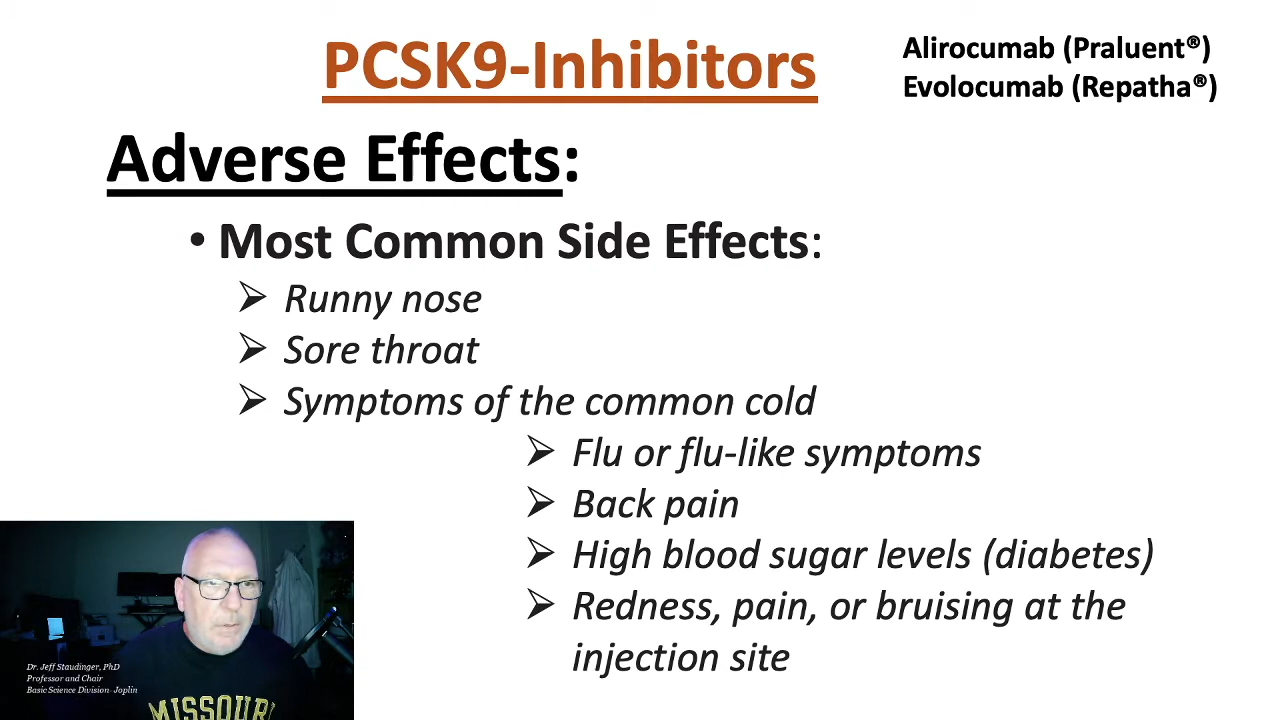 PCSK9-Inhibitors
Alirocumab (Praluent®)
Evolocumab (Repatha®)
Adverse Effects:
• Most Common Side Effects:
➢ Runny nose
➢ Sore throat
➢ Symptoms of the common cold
➢ Flu or flu-like symptoms
➢ Back pain
➢ High blood sugar levels (diabetes)
➢ Redness, pain, or bruising at the
injection site
Dr. Jeff Staudinger, PhD
Professor and Chair
Basic Science Division- Joplin
MISSOURI